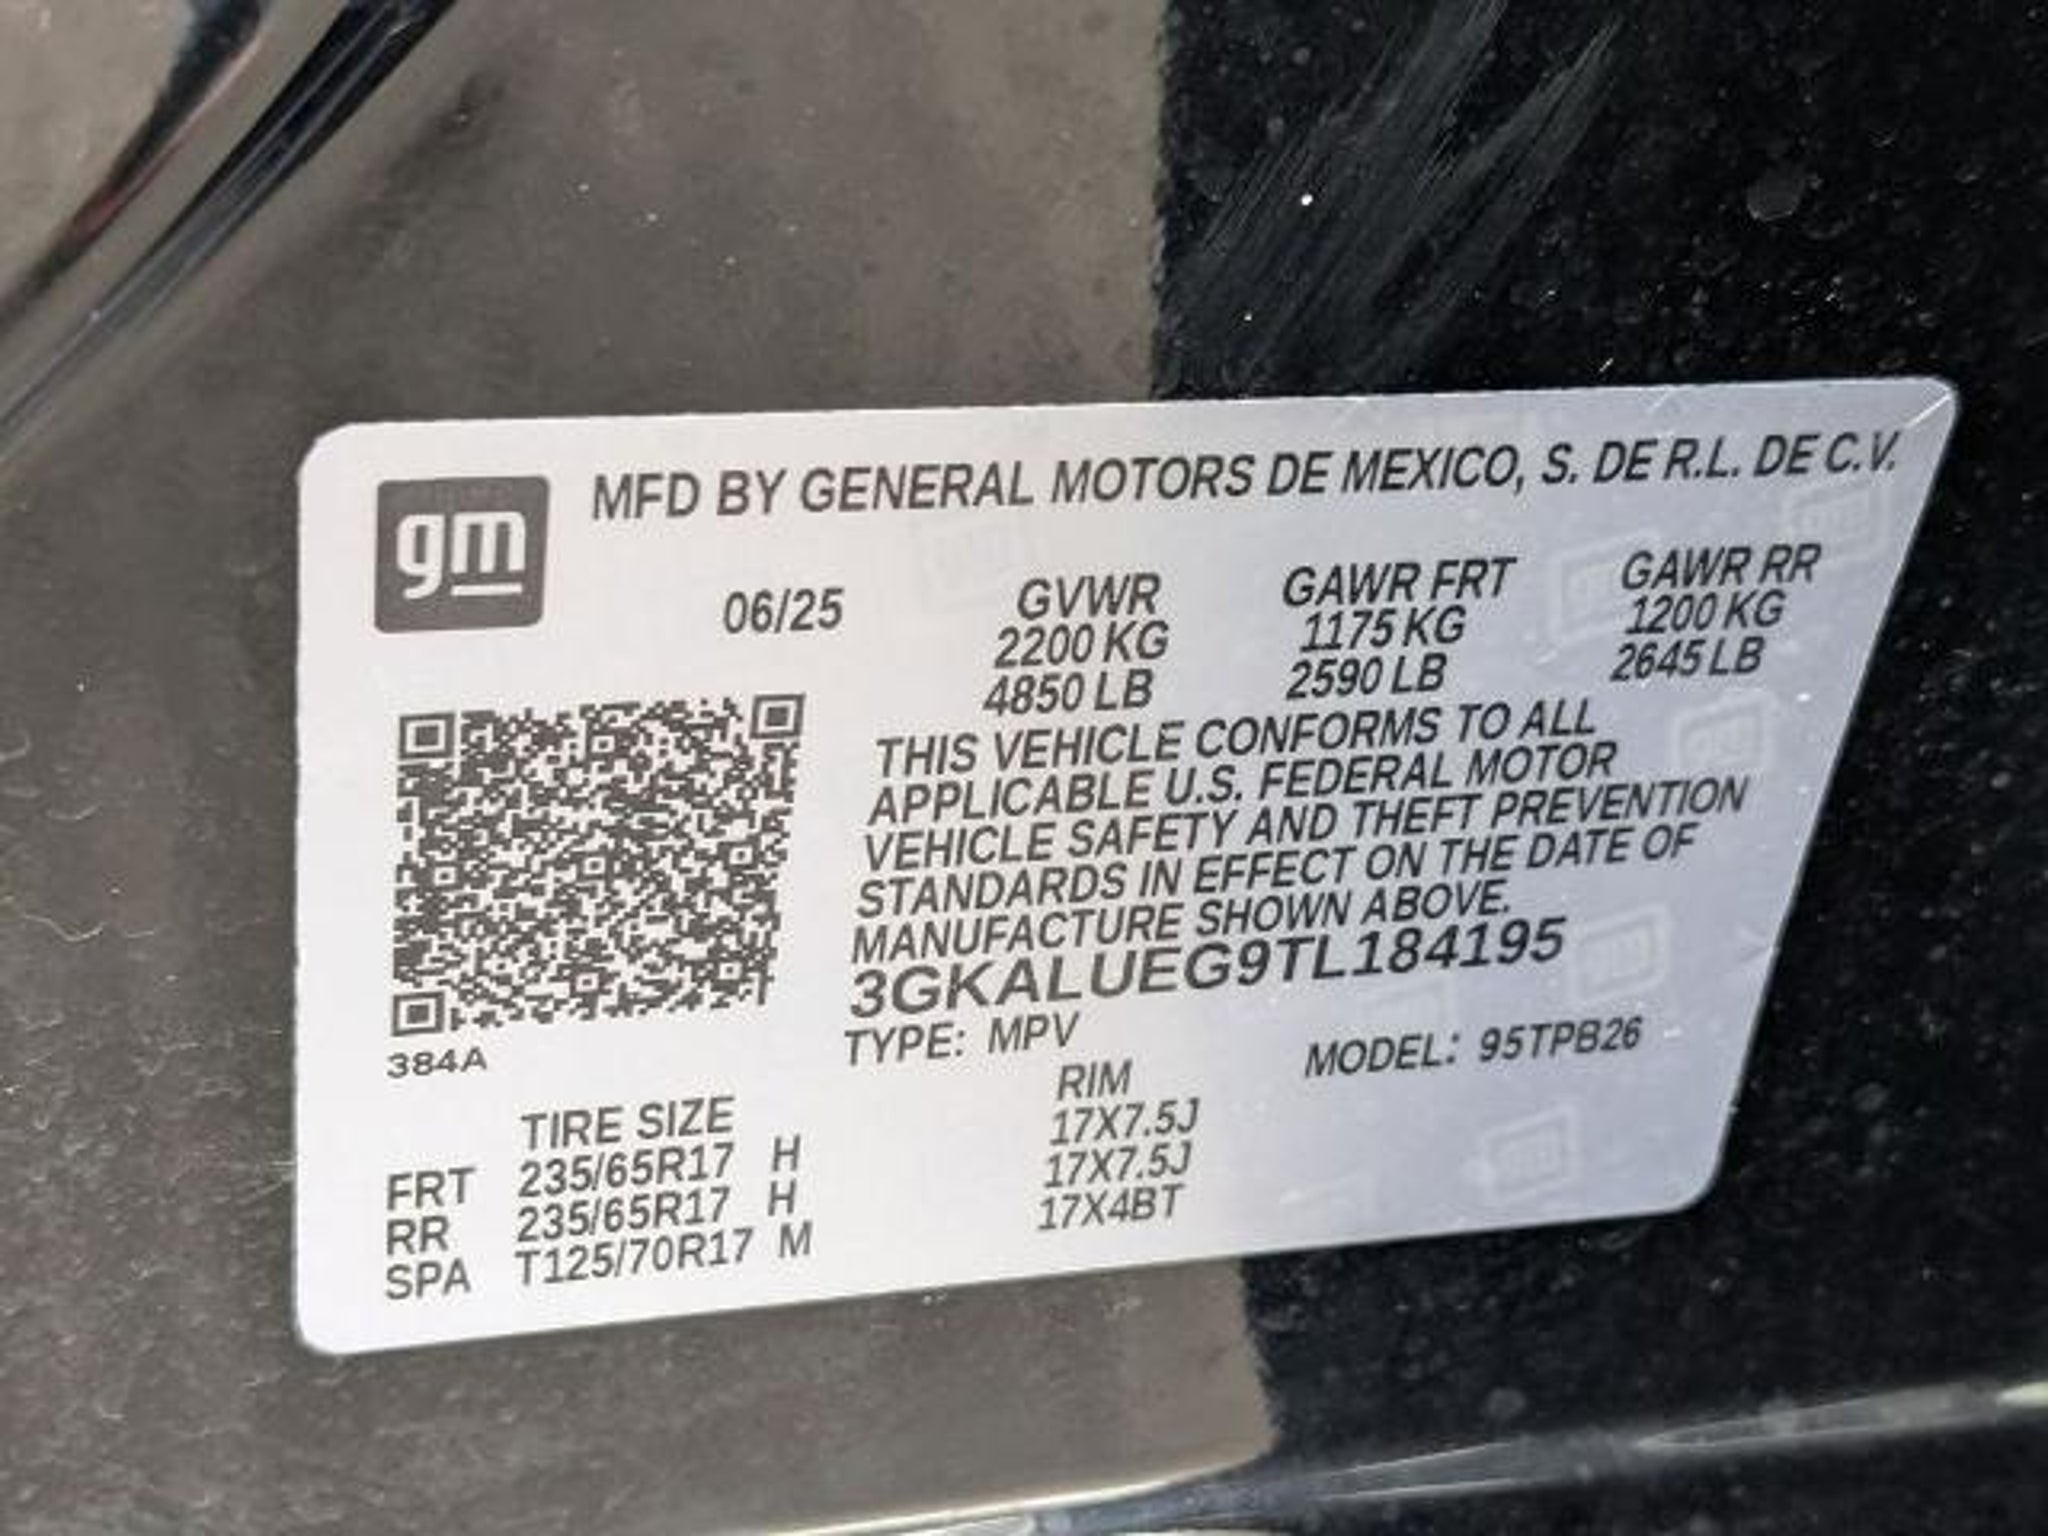 gm MFD BY GENERAL MOTORS DE MEXICO, S. DE R.L. DE C.V.
06/25 GVWR GAWR FRT GAWR RR
2200 KG 1175 KG 1200 KG
4850 LB 2590 LB 2645 LB
THIS VEHICLE CONFORMS TO ALL
APPLICABLE U.S. FEDERAL MOTOR
VEHICLE SAFETY AND THEFT PREVENTION
STANDARDS IN EFFECT ON THE DATE OF
MANUFACTURE SHOWN ABOVE.
3GKALUEG9TL184195
384A TYPE: MPV MODEL: 95TPB26
TIRE SIZE RIM
FRT 235/65R17 H 17X7.5J
RR 235/65R17 H 17X7.5J
SPA T125/70R17 M 17X4BT